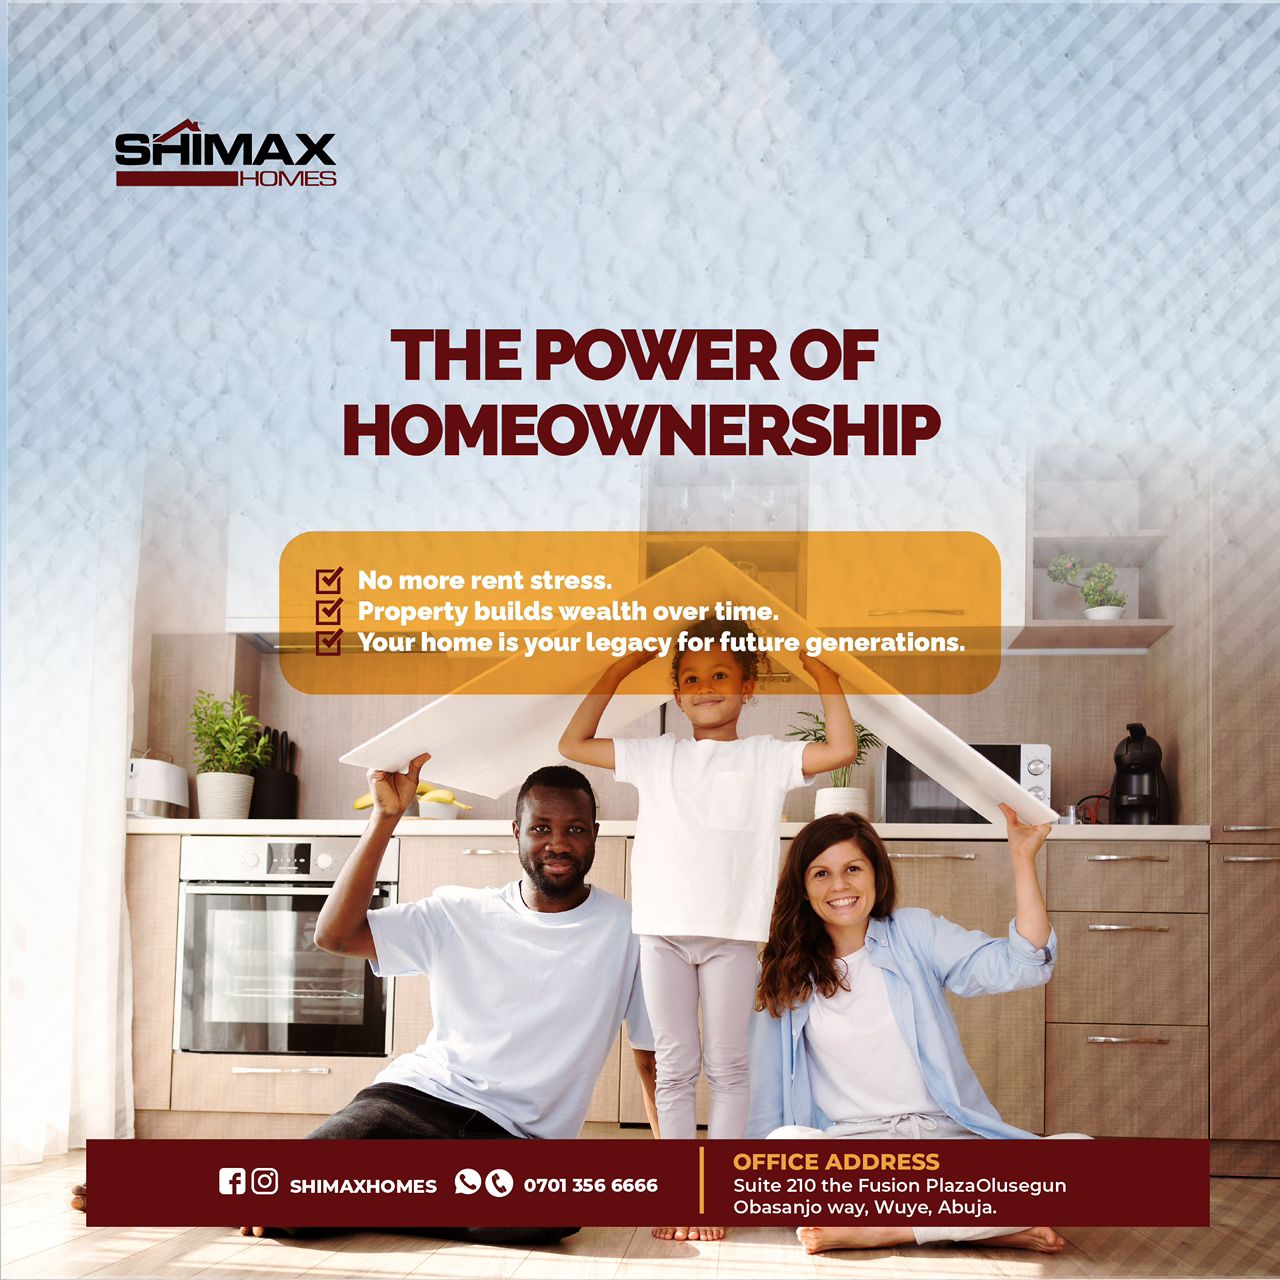 SHIMAX
HOMES
THE POWER OF
HOMEOWNERSHIP
No more rent stress.
Property builds wealth over time.
Your home is your legacy for future generations.
SHIMAXHOMES
0701 356 6666
OFFICE ADDRESS
Suite 210 the Fusion PlazaOlusegun
Obasanjo way, Wuye, Abuja.